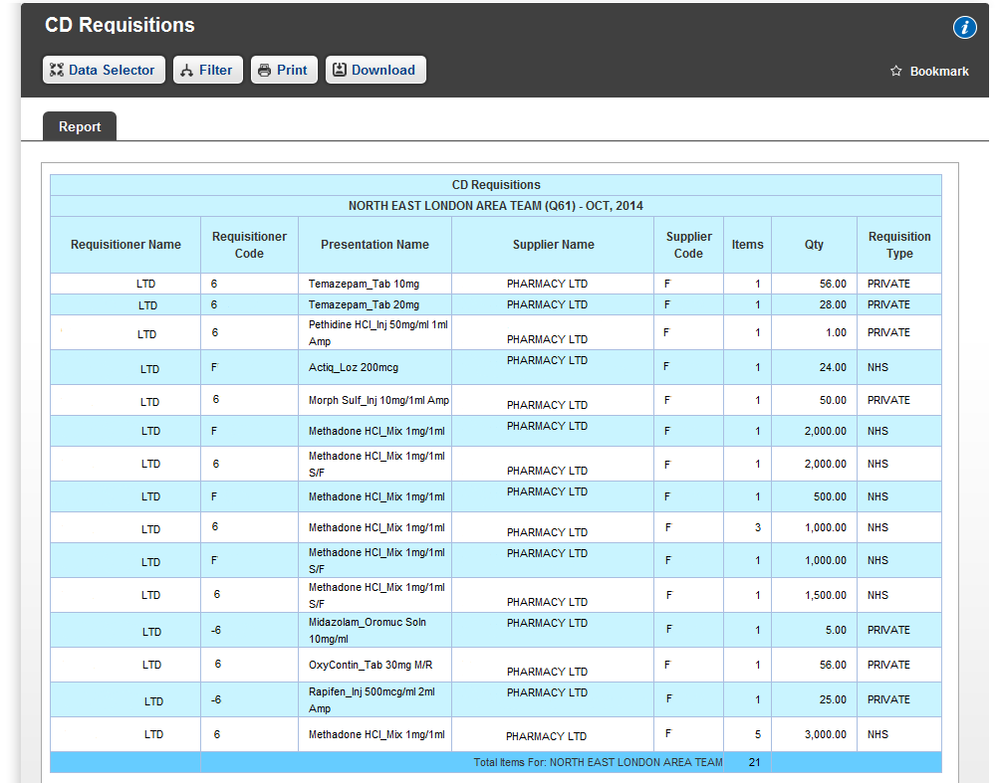 CD Requisitions
i
Data Selector Filter Print Download
Bookmark
Report
CD Requisitions
NORTH EAST LONDON AREA TEAM (Q61) - OCT, 2014
Requisitioner Name Requisitioner Code Presentation Name Supplier Name Supplier Code Items Qty Requisition Type
LTD 6 Temazepam_Tab 10mg PHARMACY LTD F 1 56.00 PRIVATE
LTD 6 Temazepam_Tab 20mg PHARMACY LTD F 1 28.00 PRIVATE
LTD 6 Pethidine HCl_Inj 50mg/ml 1ml Amp PHARMACY LTD F 1 1.00 PRIVATE
LTD F Actiq_Loz 200mcg PHARMACY LTD F 1 24.00 NHS
LTD 6 Morph Sulf_Inj 10mg/1ml Amp PHARMACY LTD F 1 50.00 PRIVATE
LTD F Methadone HCl_Mix 1mg/1ml PHARMACY LTD F 1 2,000.00 NHS
LTD 6 Methadone HCl_Mix 1mg/1ml S/F PHARMACY LTD F 1 2,000.00 NHS
LTD F Methadone HCl_Mix 1mg/1ml PHARMACY LTD F 1 500.00 NHS
LTD 6 Methadone HCl_Mix 1mg/1ml PHARMACY LTD F 3 1,000.00 NHS
LTD F Methadone HCl_Mix 1mg/1ml S/F PHARMACY LTD F 1 1,000.00 NHS
LTD 6 Methadone HCl_Mix 1mg/1ml S/F PHARMACY LTD F 1 1,500.00 NHS
LTD -6 Midazolam_Oromuc Soln 10mg/ml PHARMACY LTD F 1 5.00 PRIVATE
LTD 6 OxyContin_Tab 30mg M/R PHARMACY LTD F 1 56.00 PRIVATE
LTD -6 Rapifen_Inj 500mcg/ml 2ml Amp PHARMACY LTD F 1 25.00 PRIVATE
LTD 6 Methadone HCl_Mix 1mg/1ml PHARMACY LTD F 5 3,000.00 NHS
Total Items For: NORTH EAST LONDON AREA TEAM 21